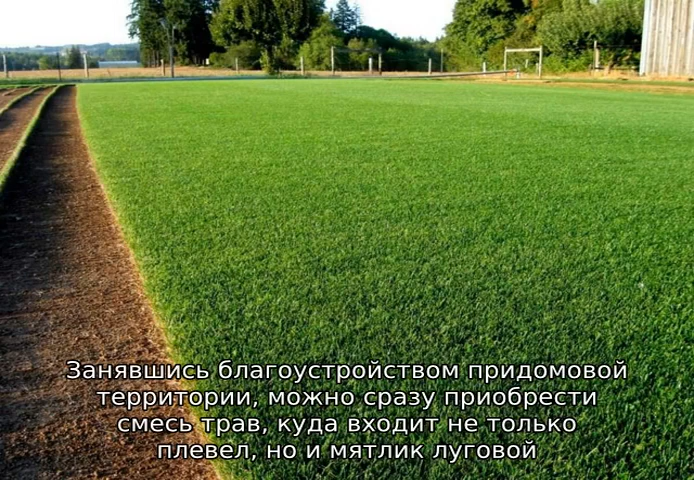 Занявшись благоустройством придомовой
территории, можно сразу приобрести
смесь трав, куда входит не только
плевел, но и мятлик луговой